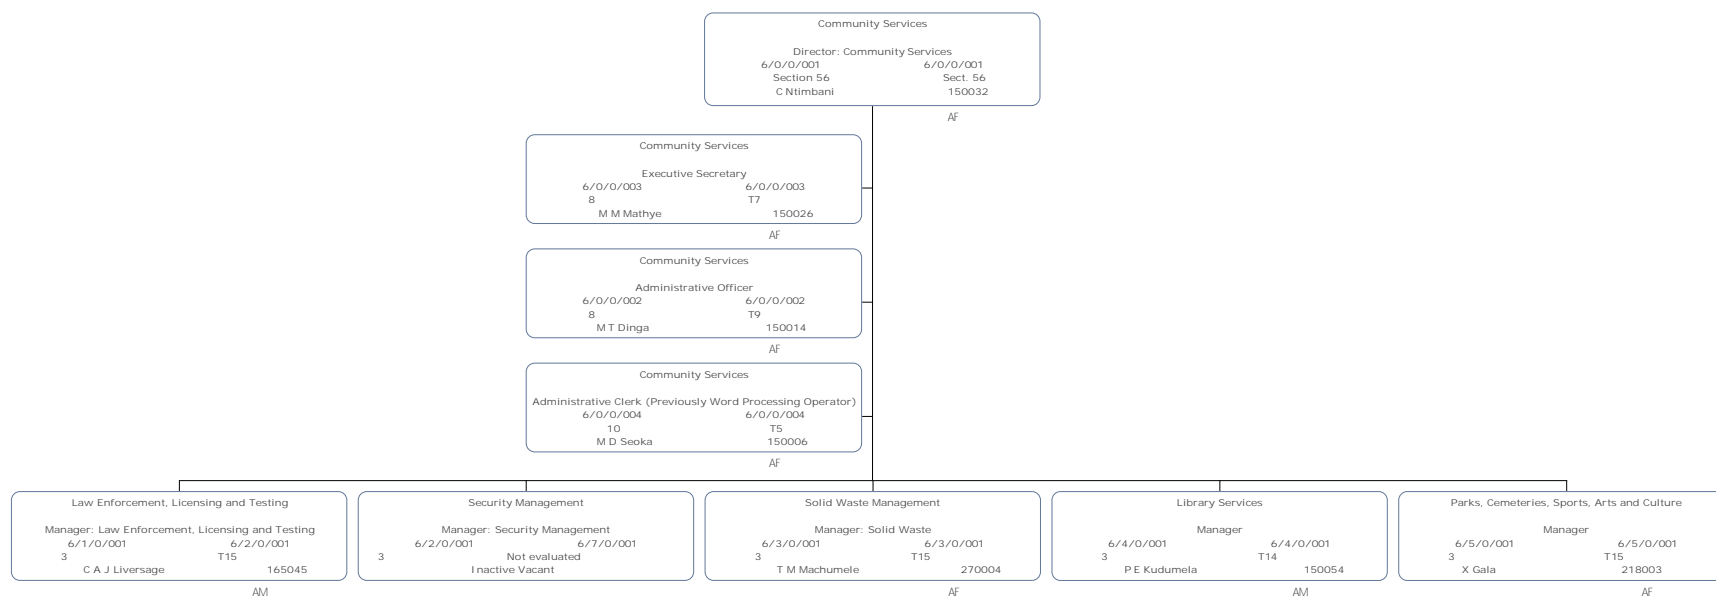 Community Services
Director: Community Services
6/0/0/001 6/0/0/001
Section 56 Sect. 56
C Ntimbani 150032
AF
Community Services
Executive Secretary
6/0/0/003 6/0/0/003
8 T7
M M Mathye 150026
AF
Community Services
Administrative Officer
6/0/0/002 6/0/0/002
8 T9
M T Dinga 150014
AF
Community Services
Administrative Clerk (Previously Word Processing Operator)
6/0/0/004 6/0/0/004
10 T5
M D Seoka 150006
AF
Law Enforcement, Licensing and Testing
Manager: Law Enforcement, Licensing and Testing
6/1/0/001 6/2/0/001
3 T15
C A J Liversage 165045
AM
Security Management
Manager: Security Management
6/2/0/001 6/7/0/001
3 Not evaluated
Inactive Vacant
Solid Waste Management
Manager: Solid Waste
6/3/0/001 6/3/0/001
3 T15
T M Machumele 270004
AF
Library Services
Manager
6/4/0/001 6/4/0/001
3 T14
P E Kudumela 150054
AM
Parks, Cemeteries, Sports, Arts and Culture
Manager
6/5/0/001 6/5/0/001
3 T15
X Gala 218003
AF